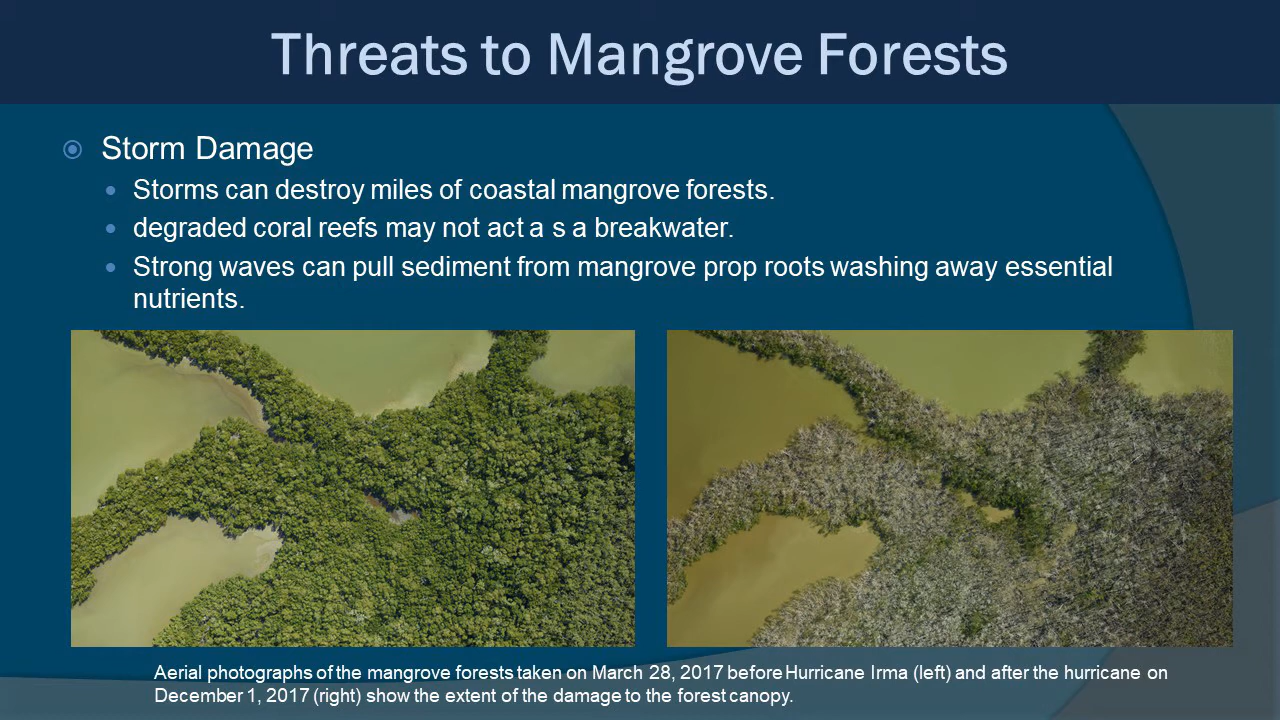 Threats to Mangrove Forests
Storm Damage
Storms can destroy miles of coastal mangrove forests.
degraded coral reefs may not act a s a breakwater.
Strong waves can pull sediment from mangrove prop roots washing away essential
nutrients.
Aerial photographs of the mangrove forests taken on March 28, 2017 before Hurricane Irma (left) and after the hurricane on
December 1, 2017 (right) show the extent of the damage to the forest canopy.